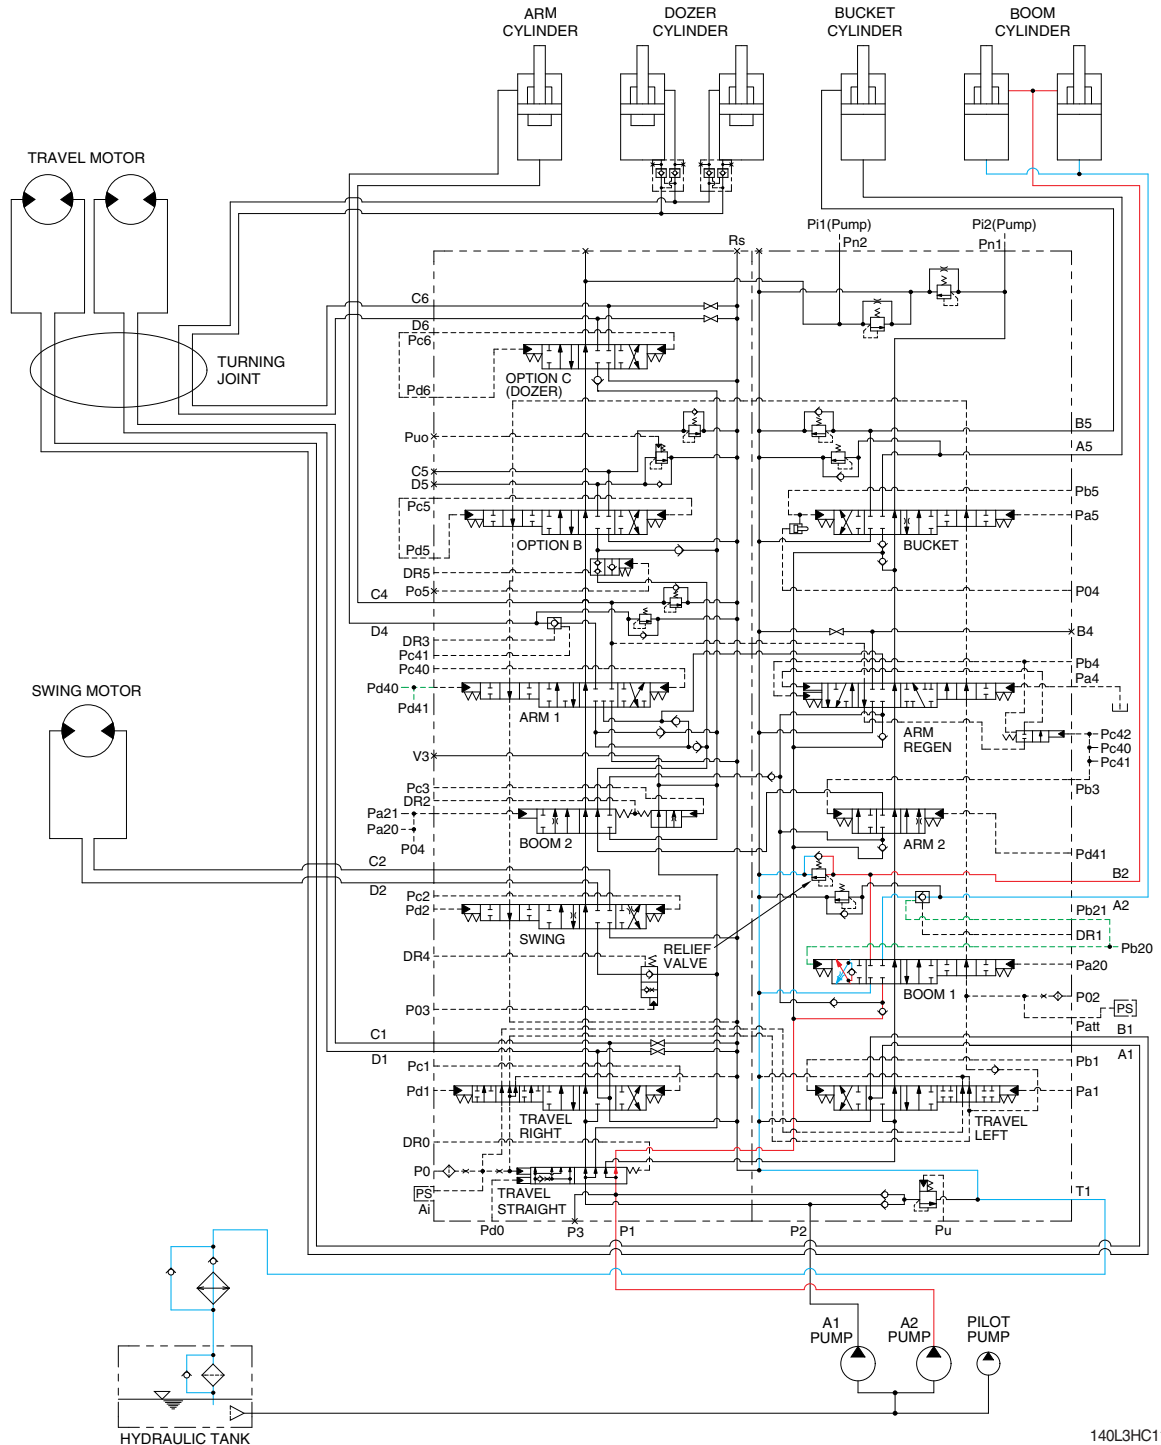 ARM
CYLINDER
DOZER
CYLINDER
BUCKET
CYLINDER
BOOM
CYLINDER
TRAVEL MOTOR
Pi1(Pump)
Pn2
Pi2(Pump)
Pn1
Rs
C6
D6
Pc6
Pd6
OPTION C
(DOZER)
TURNING
JOINT
Puo
C5
D5
Pc5
Pd5
OPTION B
DR5
Po5
B5
A5
Pb5
Pa5
BUCKET
P04
C4
D4
DR3
Pc41
Pc40
Pd40
Pd41
ARM 1
B4
Pb4
Pa4
ARM
REGEN
Pc42
Pc40
Pc41
Pb3
SWING MOTOR
V3
Pc3
DR2
Pa21
Pa20
P04
BOOM 2
ARM 2
Pd41
C2
D2
Pc2
Pd2
SWING
B2
A2
Pb21
DR1
Pb20
Pa20
RELIEF
VALVE
BOOM 1
DR4
P03
P02
PS
Patt
C1
D1
Pc1
Pd1
TRAVEL
RIGHT
B1
A1
Pb1
Pa1
TRAVEL
LEFT
DR0
P0
PS
Ai
TRAVEL
STRAIGHT
Pd0
P3
P1
P2
Pu
T1
A1
PUMP
A2
PUMP
PILOT
PUMP
HYDRAULIC TANK
140L3HC1